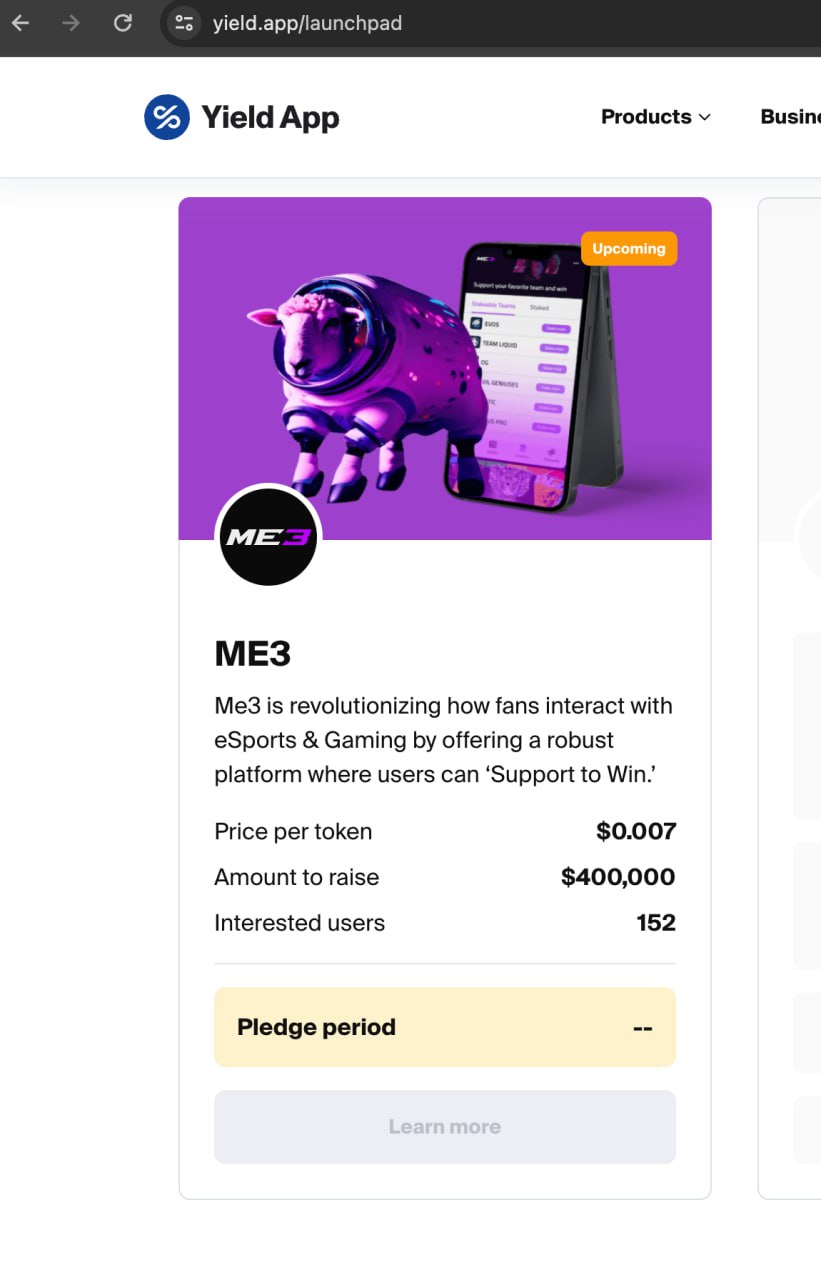 yield.app/launchpad
Yield App
Products
Upcoming
ME3
Support your favorite team and win
Stakeable Teams
Staked
EVOS
TEAM LIQUID
OG
GENIUSES
PRO
ME3
ME3
Me3 is revolutionizing how fans interact with
eSports & Gaming by offering a robust
platform where users can ‘Support to Win.’
Price per token $0.007
Amount to raise $400,000
Interested users 152
Pledge period --
Learn more